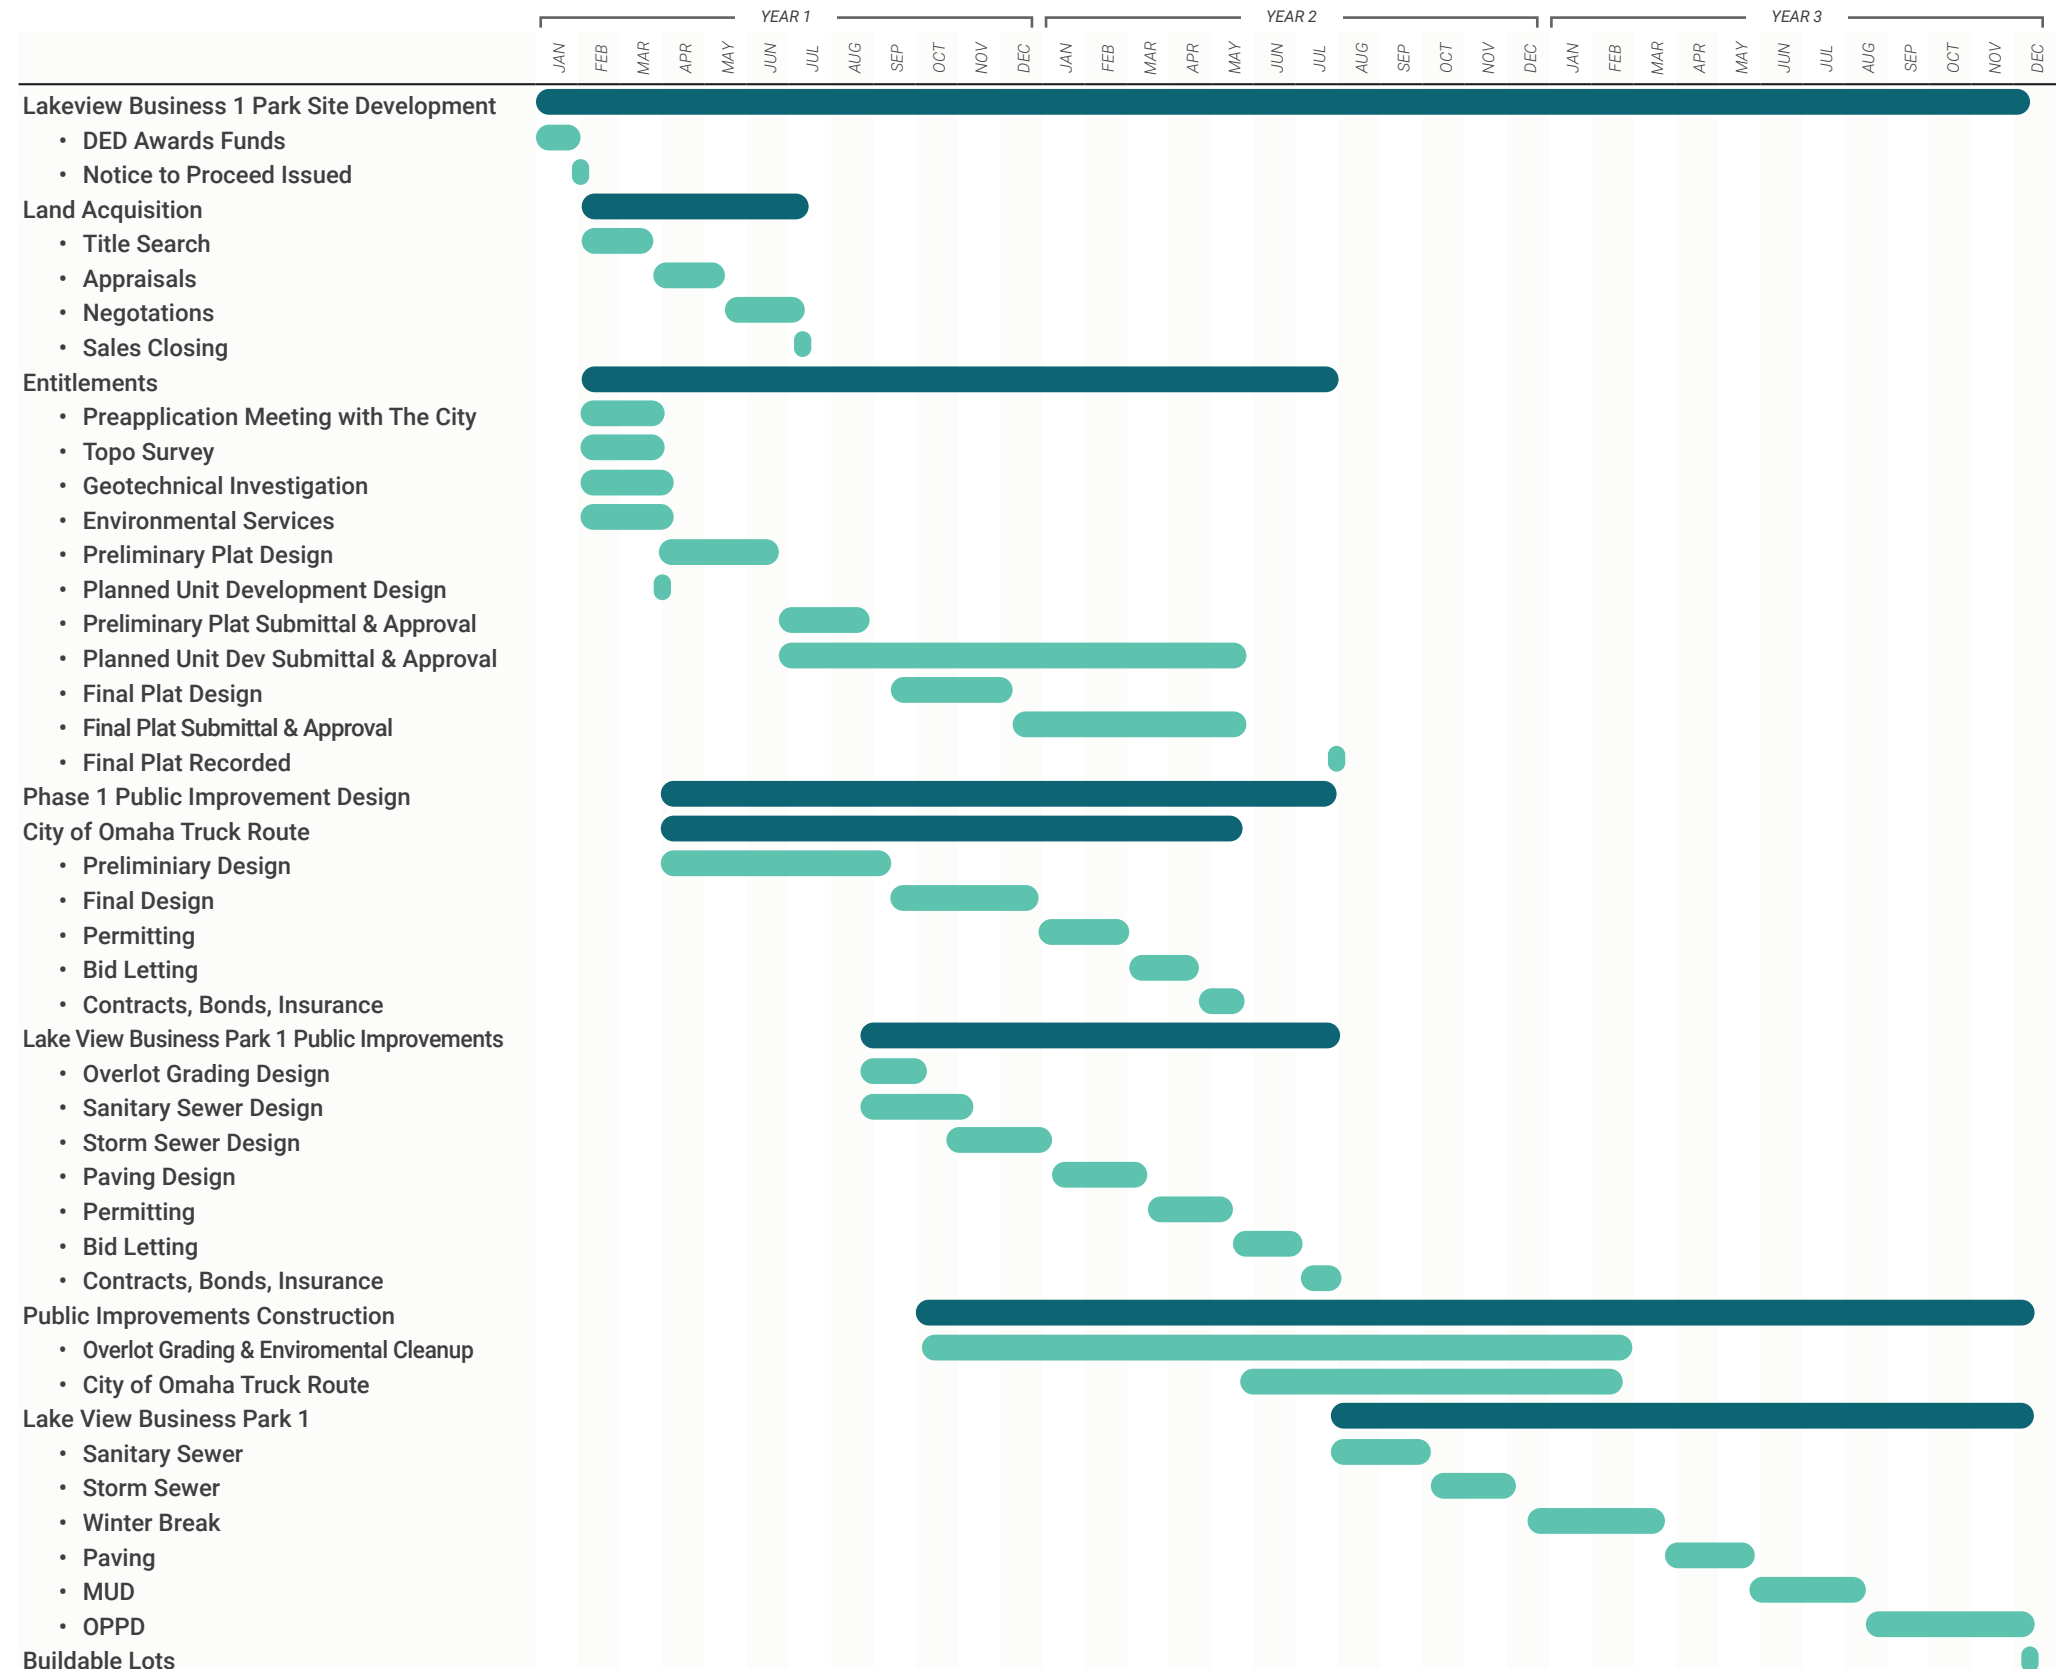 YEAR 1 YEAR 2 YEAR 3
JAN FEB MAR APR MAY JUN JUL AUG SEP OCT NOV DEC JAN FEB MAR APR MAY JUN JUL AUG SEP OCT NOV DEC JAN FEB MAR APR MAY JUN JUL AUG SEP OCT NOV DEC
Lakeview Business 1 Park Site Development
• DED Awards Funds
• Notice to Proceed Issued
Land Acquisition
• Title Search
• Appraisals
• Negotations
• Sales Closing
Entitlements
• Preapplication Meeting with The City
• Topo Survey
• Geotechnical Investigation
• Environmental Services
• Preliminary Plat Design
• Planned Unit Development Design
• Preliminary Plat Submittal & Approval
• Planned Unit Dev Submittal & Approval
• Final Plat Design
• Final Plat Submittal & Approval
• Final Plat Recorded
Phase 1 Public Improvement Design
City of Omaha Truck Route
• Preliminiary Design
• Final Design
• Permitting
• Bid Letting
• Contracts, Bonds, Insurance
Lake View Business Park 1 Public Improvements
• Overlot Grading Design
• Sanitary Sewer Design
• Storm Sewer Design
• Paving Design
• Permitting
• Bid Letting
• Contracts, Bonds, Insurance
Public Improvements Construction
• Overlot Grading & Enviromental Cleanup
• City of Omaha Truck Route
Lake View Business Park 1
• Sanitary Sewer
• Storm Sewer
• Winter Break
• Paving
• MUD
• OPPD
Buildable Lots